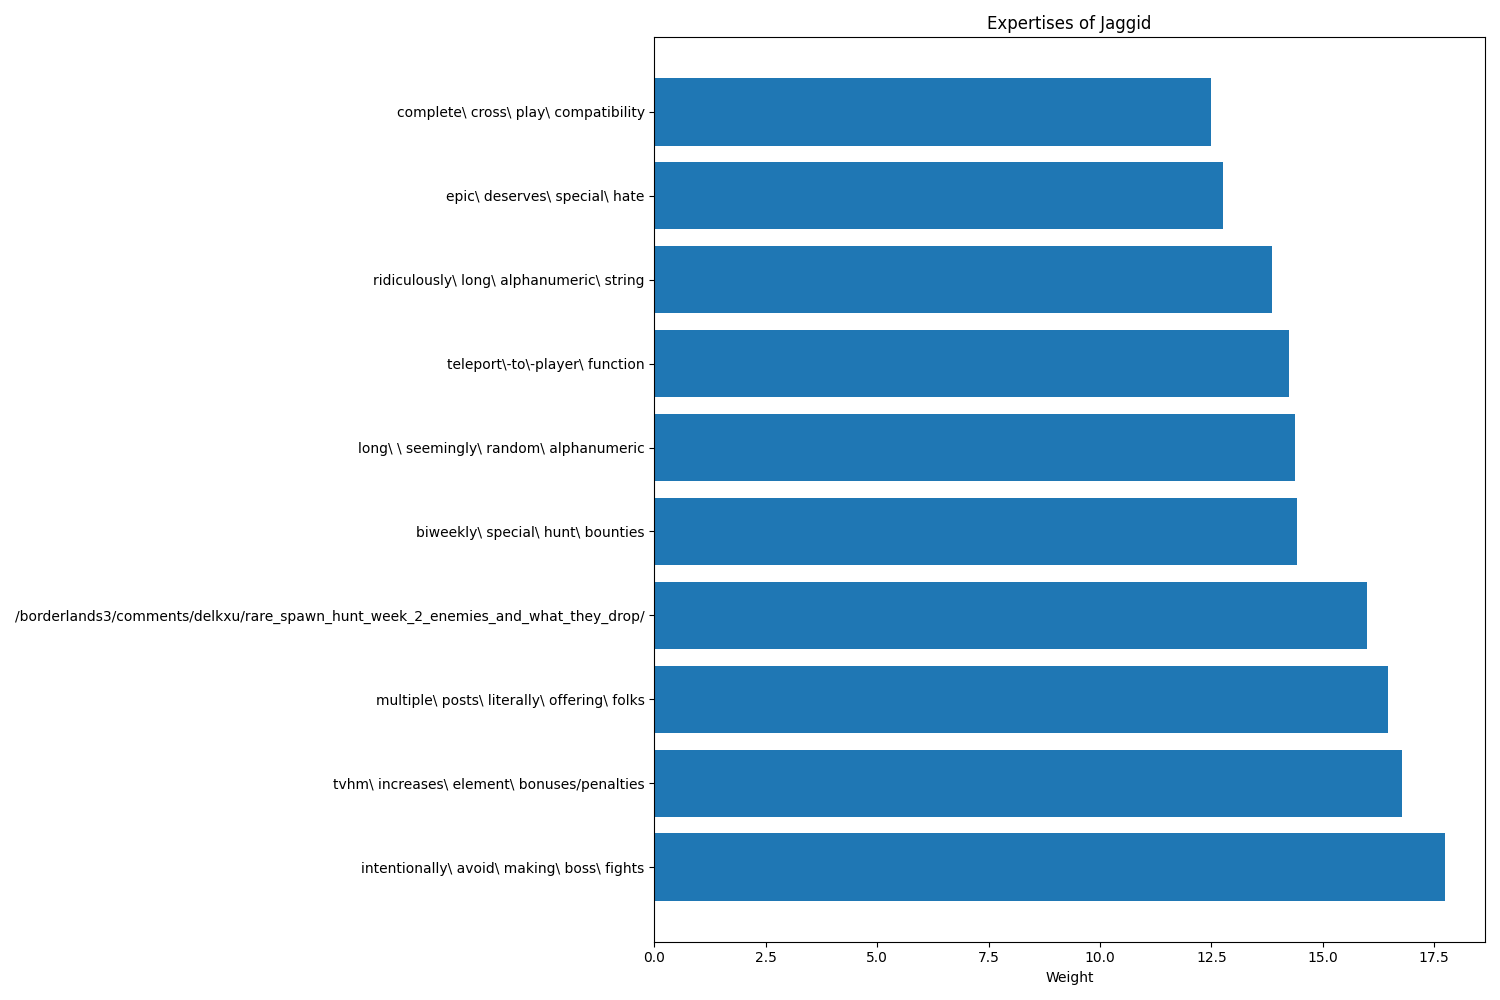 Expertises of Jaggid
complete\ cross\ play\ compatibility
epic\ deserves\ special\ hate
ridiculously\ long\ alphanumeric\ string
teleport\-to\-player\ function
long\ \ seemingly\ random\ alphanumeric
biweekly\ special\ hunt\ bounties
/borderlands3/comments/delkxu/rare_spawn_hunt_week_2_enemies_and_what_they_drop/
multiple\ posts\ literally\ offering\ folks
tvhm\ increases\ element\ bonuses/penalties
intentionally\ avoid\ making\ boss\ fights
0.0 2.5 5.0 7.5 10.0 12.5 15.0 17.5
Weight